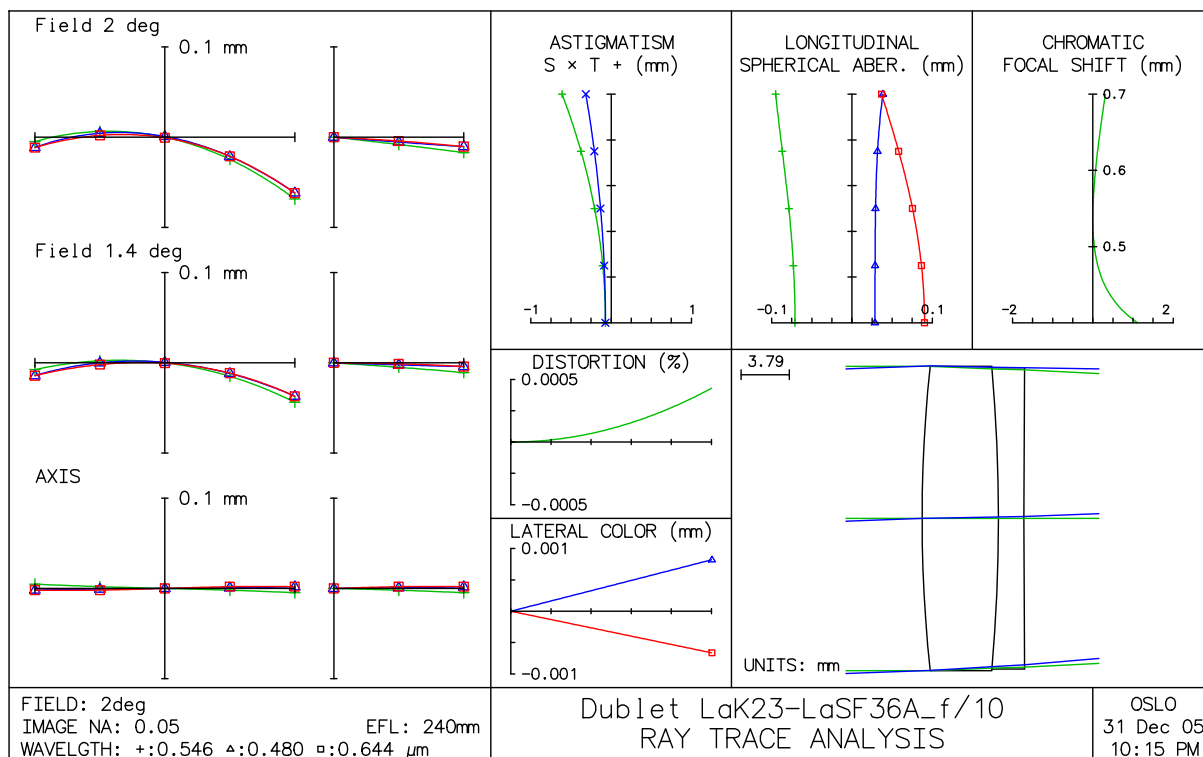 Field 2 deg
0.1 mm
Field 1.4 deg
0.1 mm
AXIS
0.1 mm
ASTIGMATISM
S × T + (mm)
-1
1
LONGITUDINAL
SPHERICAL ABER. (mm)
-0.1
0.1
CHROMATIC
FOCAL SHIFT (mm)
0.7
0.6
0.5
-2
2
DISTORTION (%)
0.0005
-0.0005
LATERAL COLOR (mm)
0.001
-0.001
3.79
UNITS: mm
FIELD: 2deg
IMAGE NA: 0.05 EFL: 240mm
WAVELGTH: +:0.546 ▵:0.480 ▫:0.644 µm
Dublet LaK23-LaSF36A_f/10
RAY TRACE ANALYSIS
OSLO
31 Dec 05
10:15 PM